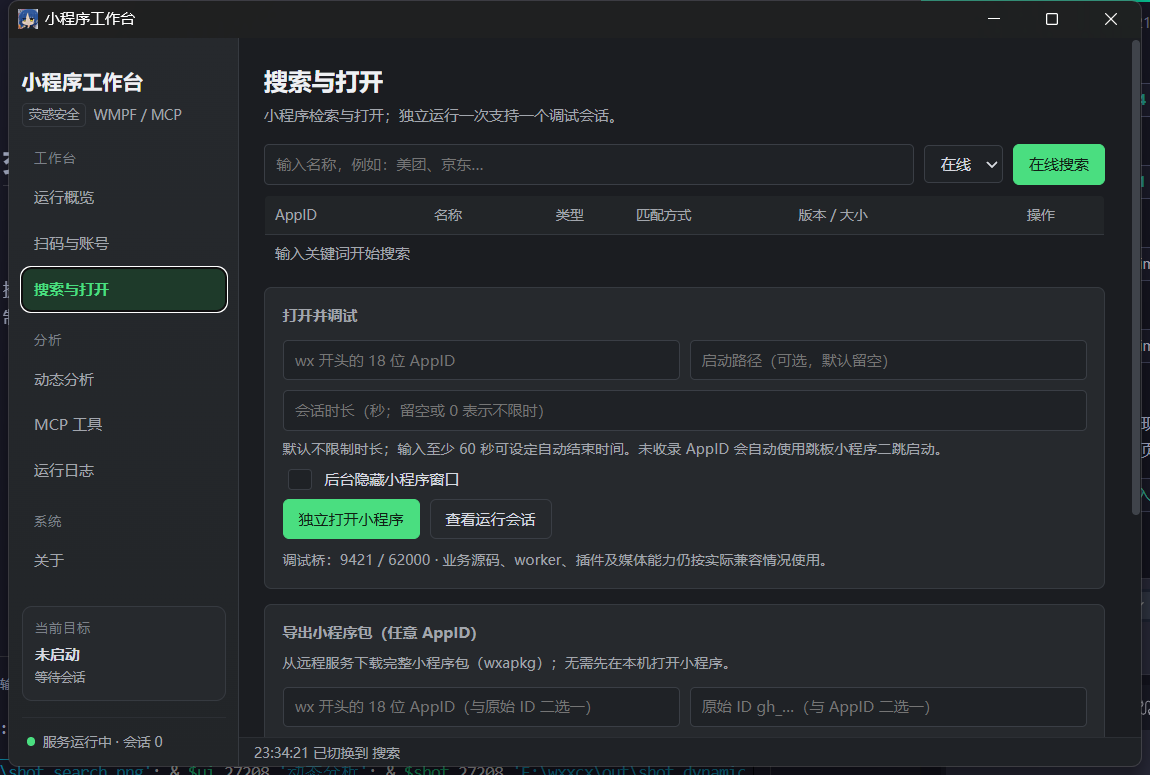 小程序工作台
小程序工作台
荧惑安全 WMPF / MCP
工作台
运行概览
扫码与账号
搜索与打开
分析
动态分析
MCP 工具
运行日志
系统
关于
当前目标
未启动
等待会话
服务运行中 · 会话 0
搜索与打开
小程序检索与打开；独立运行一次支持一个调试会话。
输入名称，例如：美团、京东... 在线 在线搜索
AppID 名称 类型 匹配方式 版本 / 大小 操作
输入关键词开始搜索
打开并调试
wx 开头的 18 位 AppID 启动路径（可选，默认留空）
会话时长（秒；留空或 0 表示不限时）
默认不限制时长；输入至少 60 秒可设定自动结束时间。未收录 AppID 会自动使用跳板小程序二跳启动。
后台隐藏小程序窗口
独立打开小程序 查看运行会话
调试桥：9421 / 62000 · 业务源码、worker、插件及媒体能力仍按实际兼容情况使用。
导出小程序包（任意 AppID）
从远程服务下载完整小程序包（wxapkg）；无需先在本机打开小程序。
wx 开头的 18 位 AppID（与原始 ID 二选一） 原始 ID gh_...（与 AppID 二选一）
23:34:21 已切换到 搜索